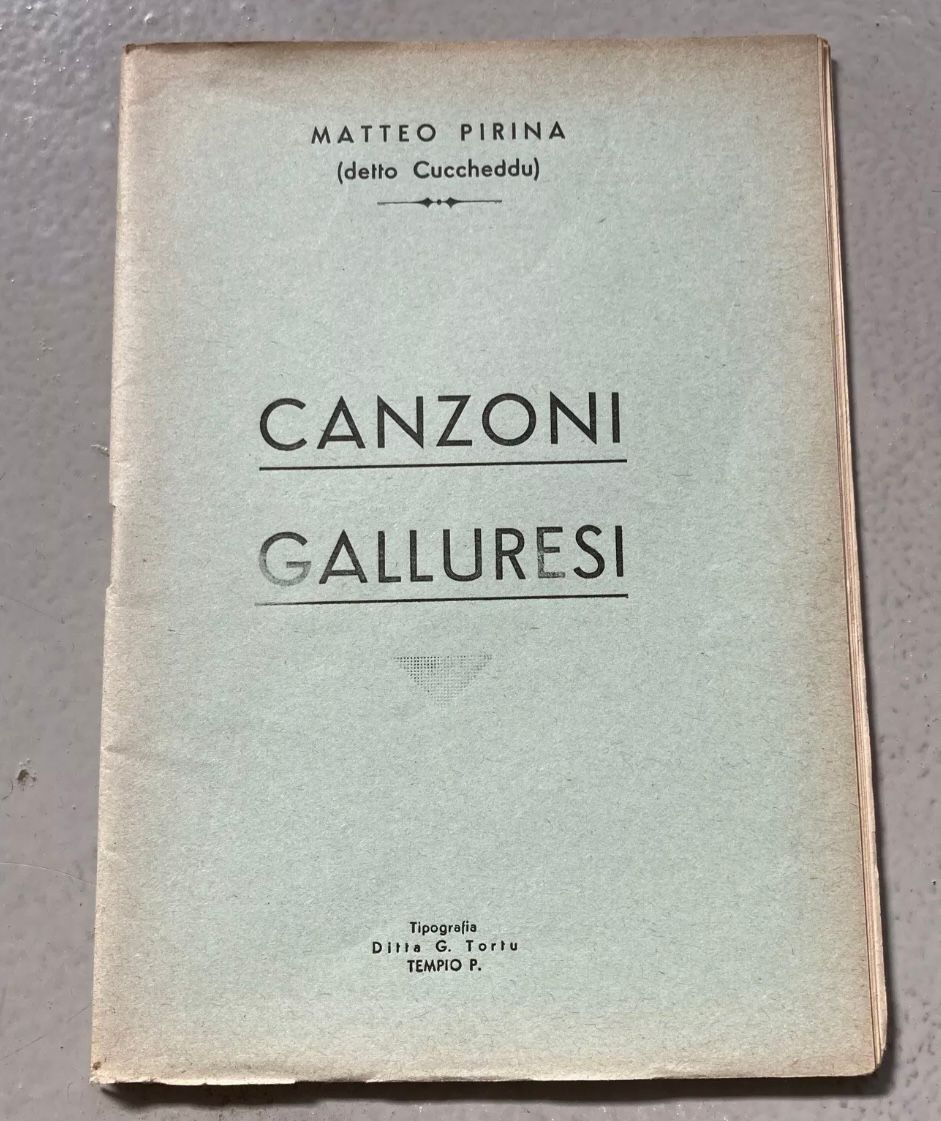 MATTEO PIRINA
(detto Cuccheddu)
CANZONI
GALLURESI
Tipografia
Ditta G. Tortu
TEMPIO P.